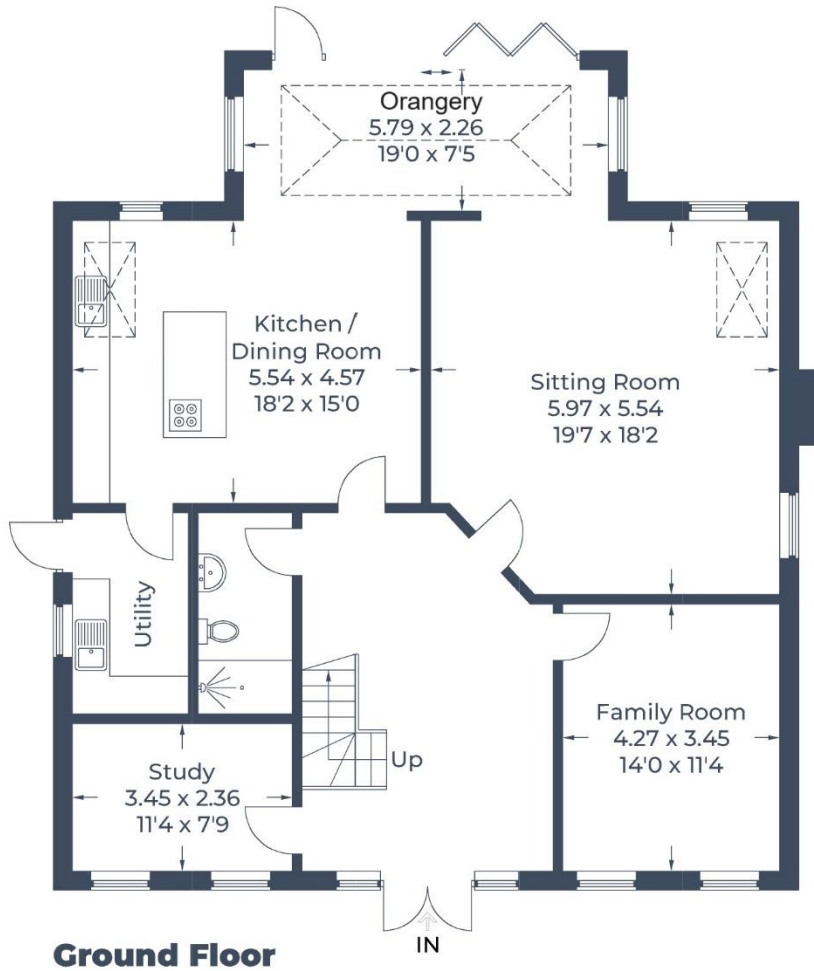 Orangery
5.79 x 2.26
19'0 x 7'5
Kitchen /
Dining Room
5.54 x 4.57
18'2 x 15'0
Sitting Room
5.97 x 5.54
19'7 x 18'2
Utility
Family Room
4.27 x 3.45
14'0 x 11'4
Study
3.45 x 2.36
11'4 x 7'9
Up
IN
Ground Floor